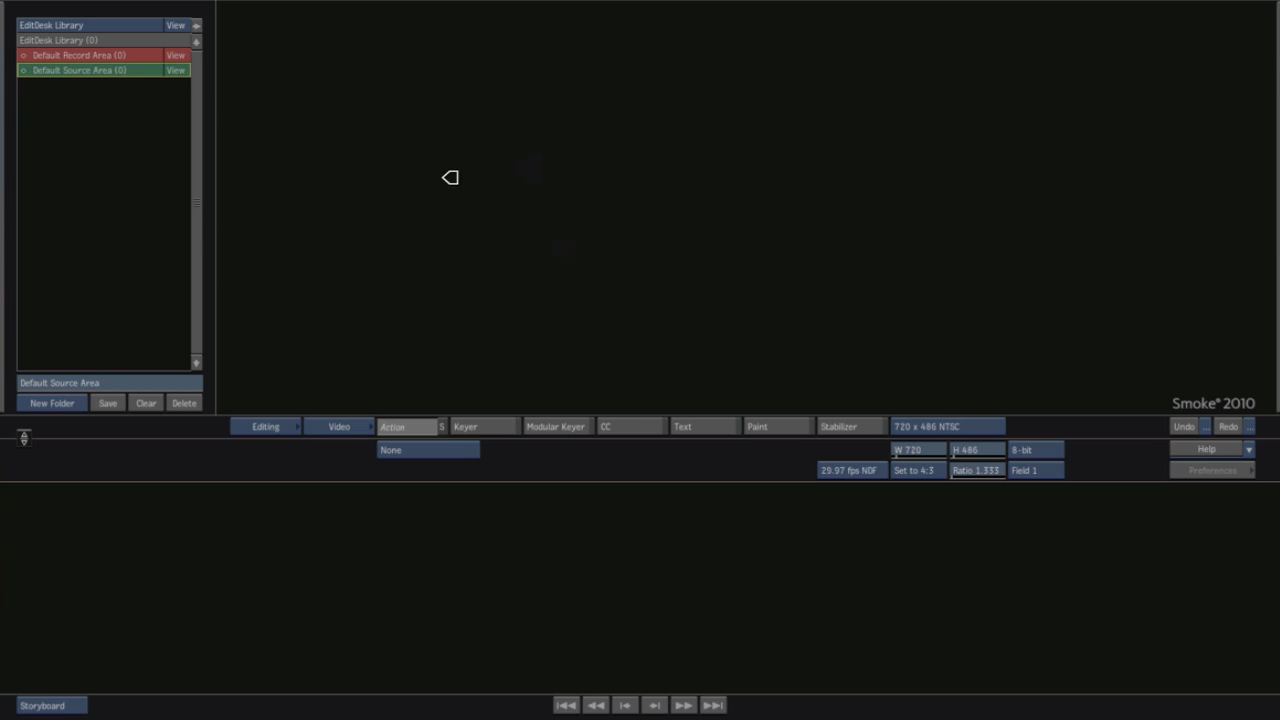 EditDesk Library View
EditDesk Library (0)
Default Record Area (0) View
Default Source Area (0) View
Default Source Area
New Folder Save Clear Delete
Smoke® 2010
Editing Video Action S Keyer Modular Keyer CC Text Paint Stabilizer 720 x 486 NTSC Undo ... Redo ...
None W 720 H 486 8-bit Help
29.97 fps NDF Set to 4:3 Ratio 1.333 Field 1 Preferences
Storyboard